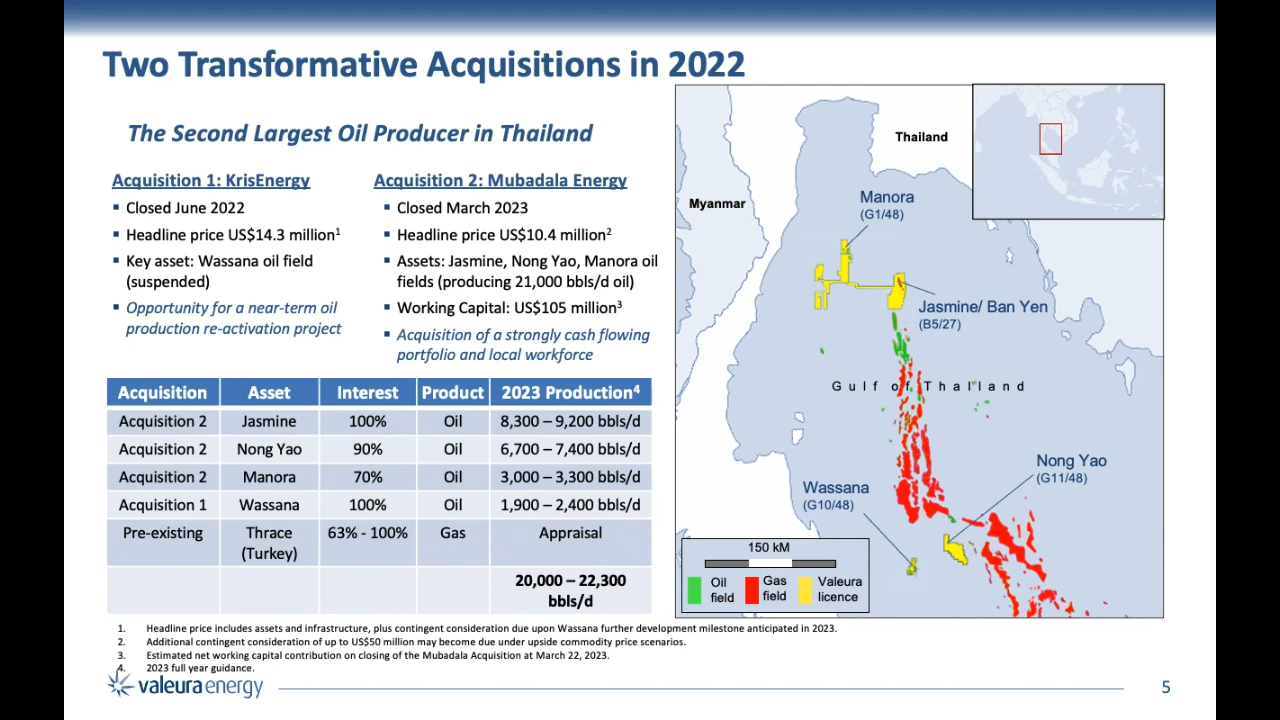 Two Transformative Acquisitions in 2022
The Second Largest Oil Producer in Thailand
Acquisition 1: KrisEnergy
▪ Closed June 2022
▪ Headline price US$14.3 million1
▪ Key asset: Wassana oil field
(suspended)
▪ Opportunity for a near-term oil
production re-activation project
Acquisition 2: Mubadala Energy
▪ Closed March 2023
▪ Headline price US$10.4 million2
▪ Assets: Jasmine, Nong Yao, Manora oil
fields (producing 21,000 bbls/d oil)
▪ Working Capital: US$105 million3
▪ Acquisition of a strongly cash flowing
portfolio and local workforce
Acquisition Asset Interest Product 2023 Production4
Acquisition 2 Jasmine 100% Oil 8,300 – 9,200 bbls/d
Acquisition 2 Nong Yao 90% Oil 6,700 – 7,400 bbls/d
Acquisition 2 Manora 70% Oil 3,000 – 3,300 bbls/d
Acquisition 1 Wassana 100% Oil 1,900 – 2,400 bbls/d
Pre-existing Thrace 63% - 100% Gas Appraisal
(Turkey)
20,000 – 22,300
bbls/d
Thailand
Myanmar
Manora
(G1/48)
Jasmine/ Ban Yen
(B5/27)
Gulf of Thailand
Nong Yao
(G11/48)
Wassana
(G10/48)
150 kM
Oil
field
Gas
field
Valeura
licence
1. Headline price includes assets and infrastructure, plus contingent consideration due upon Wassana further development milestone anticipated in 2023.
2. Additional contingent consideration of up to US$50 million may become due under upside commodity price scenarios.
3. Estimated net working capital contribution on closing of the Mubadala Acquisition at March 22, 2023.
4. 2023 full year guidance.
valeura energy
5